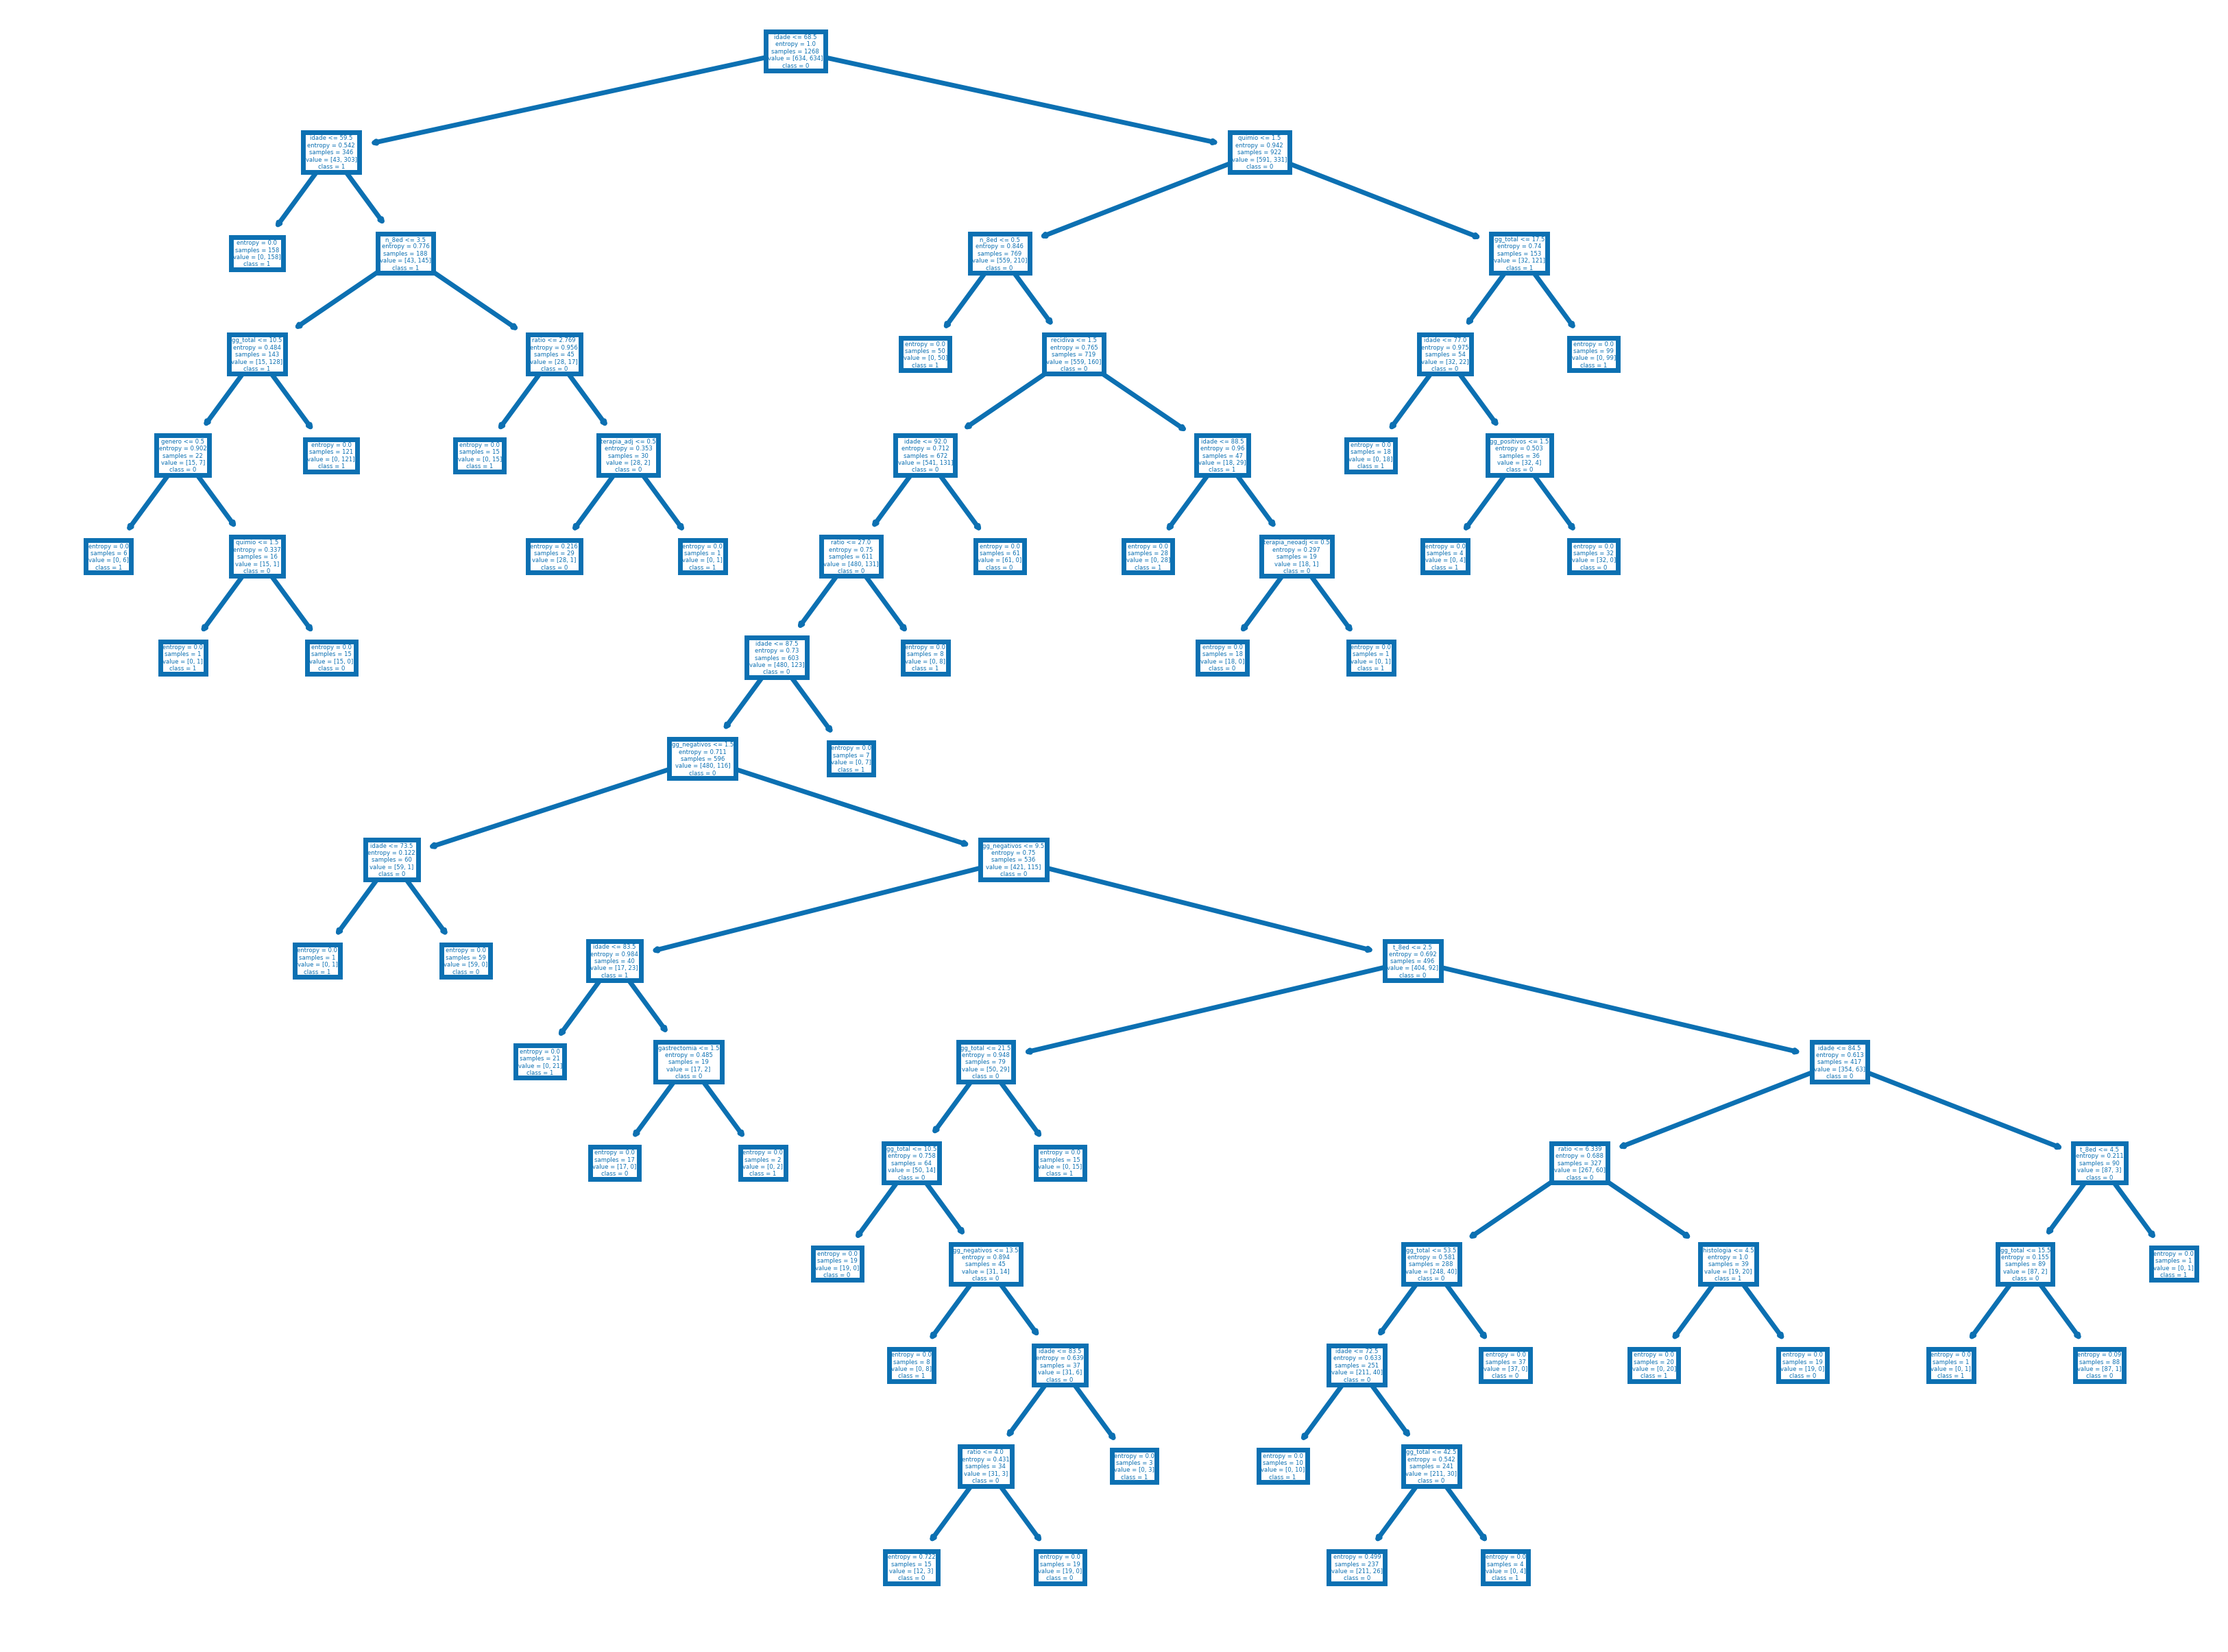 idade <= 68.5
entropy = 1.0
samples = 1268
value = [634, 634]
class = 0
idade <= 59.5
entropy = 0.542
samples = 346
value = [43, 303]
class = 1
quimio <= 1.5
entropy = 0.942
samples = 922
value = [591, 331]
class = 0
entropy = 0.0
samples = 158
value = [0, 158]
class = 1
n_8ed <= 3.5
entropy = 0.776
samples = 188
value = [43, 145]
class = 1
n_8ed <= 0.5
entropy = 0.846
samples = 769
value = [559, 210]
class = 0
gg_total <= 17.5
entropy = 0.74
samples = 153
value = [32, 121]
class = 1
gg_total <= 10.5
entropy = 0.484
samples = 143
value = [15, 128]
class = 1
ratio <= 2.769
entropy = 0.956
samples = 45
value = [28, 17]
class = 0
entropy = 0.0
samples = 50
value = [0, 50]
class = 1
recidiva <= 1.5
entropy = 0.765
samples = 719
value = [559, 160]
class = 0
idade <= 77.0
entropy = 0.975
samples = 54
value = [32, 22]
class = 0
entropy = 0.0
samples = 99
value = [0, 99]
class = 1
genero <= 0.5
entropy = 0.902
samples = 22
value = [15, 7]
class = 0
entropy = 0.0
samples = 121
value = [0, 121]
class = 1
entropy = 0.0
samples = 15
value = [0, 15]
class = 1
terapia_adj <= 0.5
entropy = 0.353
samples = 30
value = [28, 2]
class = 0
idade <= 92.0
entropy = 0.712
samples = 672
value = [541, 131]
class = 0
idade <= 88.5
entropy = 0.96
samples = 47
value = [18, 29]
class = 1
entropy = 0.0
samples = 18
value = [0, 18]
class = 1
gg_positivos <= 1.5
entropy = 0.503
samples = 36
value = [32, 4]
class = 0
entropy = 0.0
samples = 6
value = [0, 6]
class = 1
quimio <= 1.5
entropy = 0.337
samples = 16
value = [15, 1]
class = 0
entropy = 0.216
samples = 29
value = [28, 1]
class = 0
entropy = 0.0
samples = 1
value = [0, 1]
class = 1
ratio <= 27.0
entropy = 0.75
samples = 611
value = [480, 131]
class = 0
entropy = 0.0
samples = 61
value = [61, 0]
class = 0
entropy = 0.0
samples = 28
value = [0, 28]
class = 1
terapia_neoadj <= 0.5
entropy = 0.297
samples = 19
value = [18, 1]
class = 0
entropy = 0.0
samples = 4
value = [0, 4]
class = 1
entropy = 0.0
samples = 32
value = [32, 0]
class = 0
entropy = 0.0
samples = 1
value = [0, 1]
class = 1
entropy = 0.0
samples = 15
value = [15, 0]
class = 0
idade <= 87.5
entropy = 0.73
samples = 603
value = [480, 123]
class = 0
entropy = 0.0
samples = 8
value = [0, 8]
class = 1
entropy = 0.0
samples = 18
value = [18, 0]
class = 0
entropy = 0.0
samples = 1
value = [0, 1]
class = 1
gg_negativos <= 1.5
entropy = 0.711
samples = 596
value = [480, 116]
class = 0
entropy = 0.0
samples = 7
value = [0, 7]
class = 1
idade <= 73.5
entropy = 0.122
samples = 60
value = [59, 1]
class = 0
gg_negativos <= 9.5
entropy = 0.75
samples = 536
value = [421, 115]
class = 0
entropy = 0.0
samples = 1
value = [0, 1]
class = 1
entropy = 0.0
samples = 59
value = [59, 0]
class = 0
idade <= 83.5
entropy = 0.984
samples = 40
value = [17, 23]
class = 1
t_8ed <= 2.5
entropy = 0.692
samples = 496
value = [404, 92]
class = 0
entropy = 0.0
samples = 21
value = [0, 21]
class = 1
gastrectomia <= 1.5
entropy = 0.485
samples = 19
value = [17, 2]
class = 0
gg_total <= 21.5
entropy = 0.948
samples = 79
value = [50, 29]
class = 0
idade <= 84.5
entropy = 0.613
samples = 417
value = [354, 63]
class = 0
entropy = 0.0
samples = 17
value = [17, 0]
class = 0
entropy = 0.0
samples = 2
value = [0, 2]
class = 1
gg_total <= 10.5
entropy = 0.758
samples = 64
value = [50, 14]
class = 0
entropy = 0.0
samples = 15
value = [0, 15]
class = 1
ratio <= 6.339
entropy = 0.688
samples = 327
value = [267, 60]
class = 0
t_8ed <= 4.5
entropy = 0.211
samples = 90
value = [87, 3]
class = 0
entropy = 0.0
samples = 19
value = [19, 0]
class = 0
gg_negativos <= 13.5
entropy = 0.894
samples = 45
value = [31, 14]
class = 0
gg_total <= 53.5
entropy = 0.581
samples = 288
value = [248, 40]
class = 0
histologia <= 4.5
entropy = 1.0
samples = 39
value = [19, 20]
class = 1
gg_total <= 15.5
entropy = 0.155
samples = 89
value = [87, 2]
class = 0
entropy = 0.0
samples = 1
value = [0, 1]
class = 1
entropy = 0.0
samples = 8
value = [0, 8]
class = 1
idade <= 83.5
entropy = 0.639
samples = 37
value = [31, 6]
class = 0
idade <= 72.5
entropy = 0.633
samples = 251
value = [211, 40]
class = 0
entropy = 0.0
samples = 37
value = [37, 0]
class = 0
entropy = 0.0
samples = 20
value = [0, 20]
class = 1
entropy = 0.0
samples = 19
value = [19, 0]
class = 0
entropy = 0.0
samples = 1
value = [0, 1]
class = 1
entropy = 0.09
samples = 88
value = [87, 1]
class = 0
ratio <= 4.0
entropy = 0.431
samples = 34
value = [31, 3]
class = 0
entropy = 0.0
samples = 3
value = [0, 3]
class = 1
entropy = 0.0
samples = 10
value = [0, 10]
class = 1
gg_total <= 42.5
entropy = 0.542
samples = 241
value = [211, 30]
class = 0
entropy = 0.722
samples = 15
value = [12, 3]
class = 0
entropy = 0.0
samples = 19
value = [19, 0]
class = 0
entropy = 0.499
samples = 237
value = [211, 26]
class = 0
entropy = 0.0
samples = 4
value = [0, 4]
class = 1